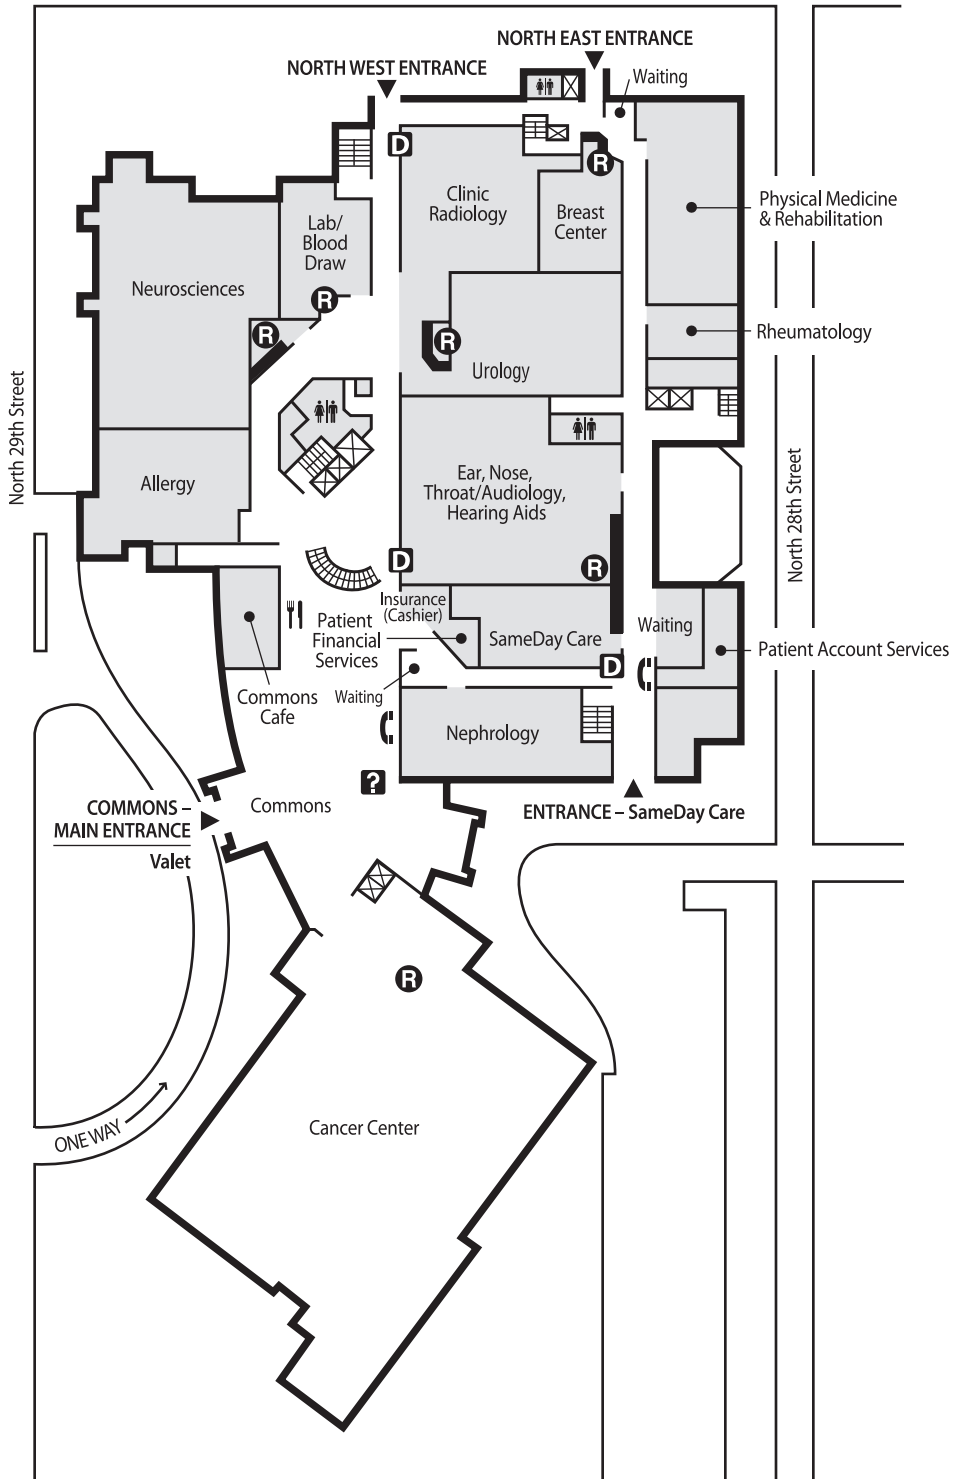 NORTH EAST ENTRANCE
NORTH WEST ENTRANCE
Waiting
D
R
Clinic
Radiology
Breast
Center
Physical Medicine
& Rehabilitation
Lab/
Blood
Draw
Neurosciences
R
R
R
Rheumatology
Urology
North 29th Street
Allergy
Ear, Nose,
Throat/Audiology,
Hearing Aids
North 28th Street
D
R
Insurance
(Cashier)
Patient
Financial
Services
SameDay Care
Waiting
Patient Account Services
D
Commons
Cafe
Waiting
Nephrology
?
Commons
COMMONS –
MAIN ENTRANCE
Valet
ENTRANCE – SameDay Care
R
ONE WAY
Cancer Center